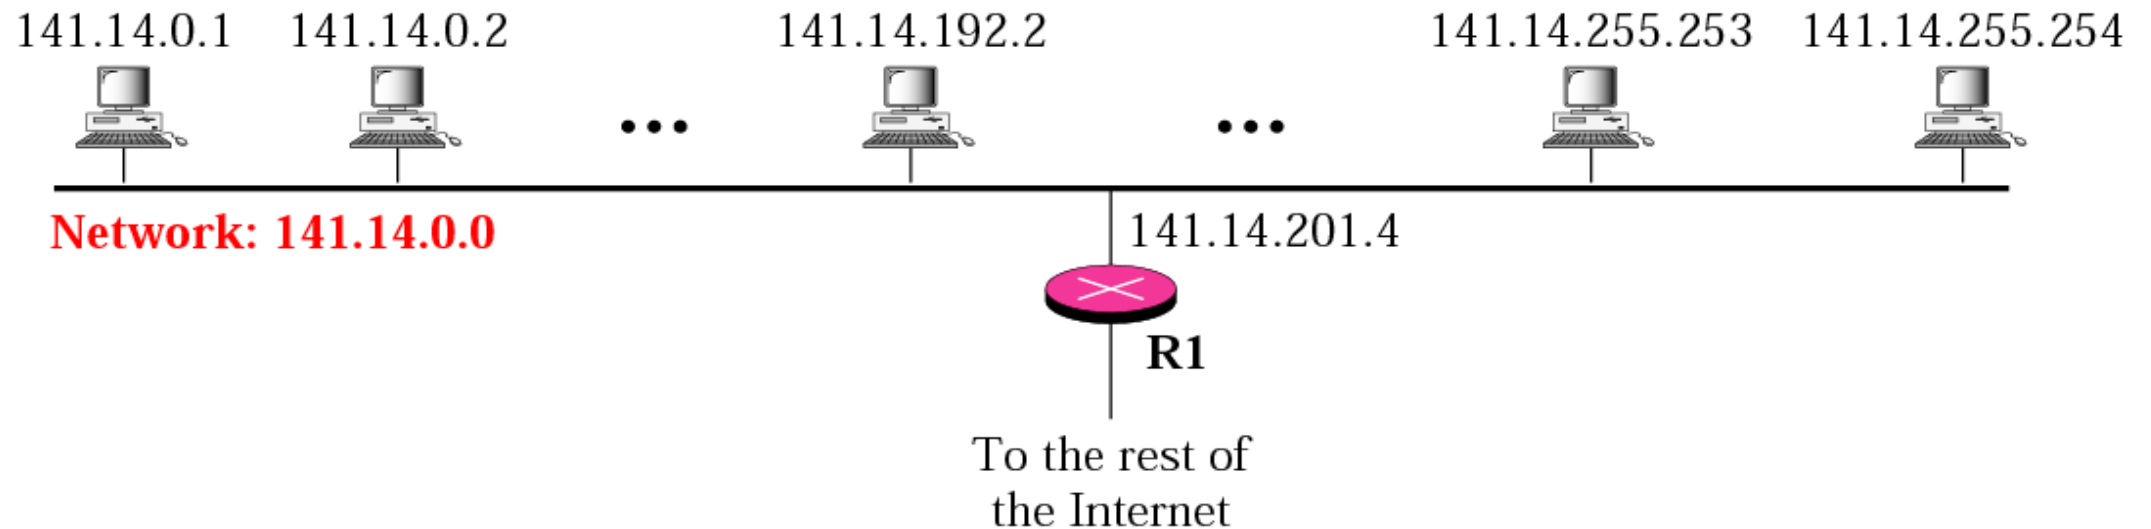 141.14.0.1 141.14.0.2 141.14.192.2 141.14.255.253 141.14.255.254
Network: 141.14.0.0
141.14.201.4
R1
To the rest of
the Internet